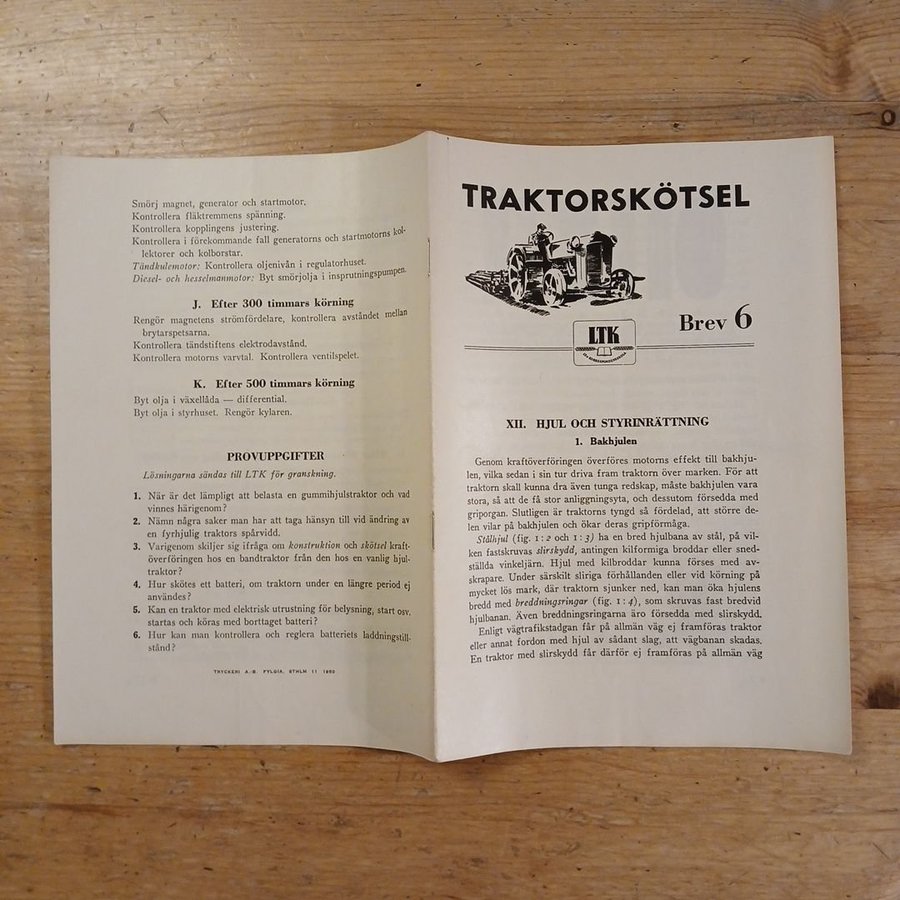 Smörj magnet, generator och startmotor.
Kontrollera fläktremmens spänning.
Kontrollera kopplingens justering.
Kontrollera i förekommande fall generatorns och startmotorns kol-
lektorer och kolborstar.
Tändkulemotor: Kontrollera oljenivån i regulatorhuset.
Diesel- och hesselmanmotor: Byt smörjolja i insprutningspumpen.
J. Efter 300 timmars körning
Rengör magnetens strömfördelare, kontrollera avståndet mellan
brytarspetsarna.
Kontrollera tändstiftens elektrodavstånd.
Kontrollera motorns varvtal. Kontrollera ventilspelet.
K. Efter 500 timmars körning
Byt olja i växellåda — differential.
Byt olja i styrhuset. Rengör kylaren.
PROVUPPGIFTER
Lösningarna sändas till LTK för granskning.
1. När är det lämpligt att belasta en gummihjulstraktor och vad
vinnes härigenom?
2. Nämn några saker man har att taga hänsyn till vid ändring av
en fyrhjulig traktors spårvidd.
3. Varigenom skiljer sig ifråga om konstruktion och skötsel kraft-
överföringen hos en bandtraktor från den hos en vanlig hjul-
traktor?
4. Hur skötes ett batteri, om traktorn under en längre period ej
användes?
5. Kan en traktor med elektrisk utrustning för belysning, start osv.
startas och köras med borttaget batteri?
6. Hur kan man kontrollera och reglera batteriets laddningstill-
stånd?
TRYCKERI A.-B. FYLGIA, STHLM 11 1950
TRAKTORSKÖTSEL
Brev 6
LTK
XII. HJUL OCH STYRINRÄTTNING
1. Bakhjulen
Genom kraftöverföringen överföres motorns effekt till bakhju-
len, vilka sedan i sin tur driva fram traktorn över marken. För att
traktorn skall kunna dra även tunga redskap, måste bakhjulen vara
stora, så att de få stor anliggningsyta, och dessutom försedda med
griporgan. Slutligen är traktorns tyngd så fördelad, att större de-
len vilar på bakhjulen och ökar deras gripförmåga.
Stålhjul (fig. 1:2 och 1:3) ha en bred hjulbana av stål, på vil-
ken fastskruvas slirskydd, antingen kilformiga broddar eller sned-
ställda vinkeljärn. Hjul med kilbroddar kunna förses med av-
skrapare. Under särskilt sliriga förhållanden eller vid körning på
mycket lös mark, där traktorn sjunker ned, kan man öka hjulens
bredd med breddningsringar (fig. 1:4), som skruvas fast bredvid
hjulbanan. Även breddningsringarna äro försedda med slirskydd.
Enligt vägtrafikstadgan får på allmän väg ej framföras traktor
eller annat fordon med hjul av sådant slag, att vägbanan skadas.
En traktor med slirskydd får därför ej framföras på allmän väg